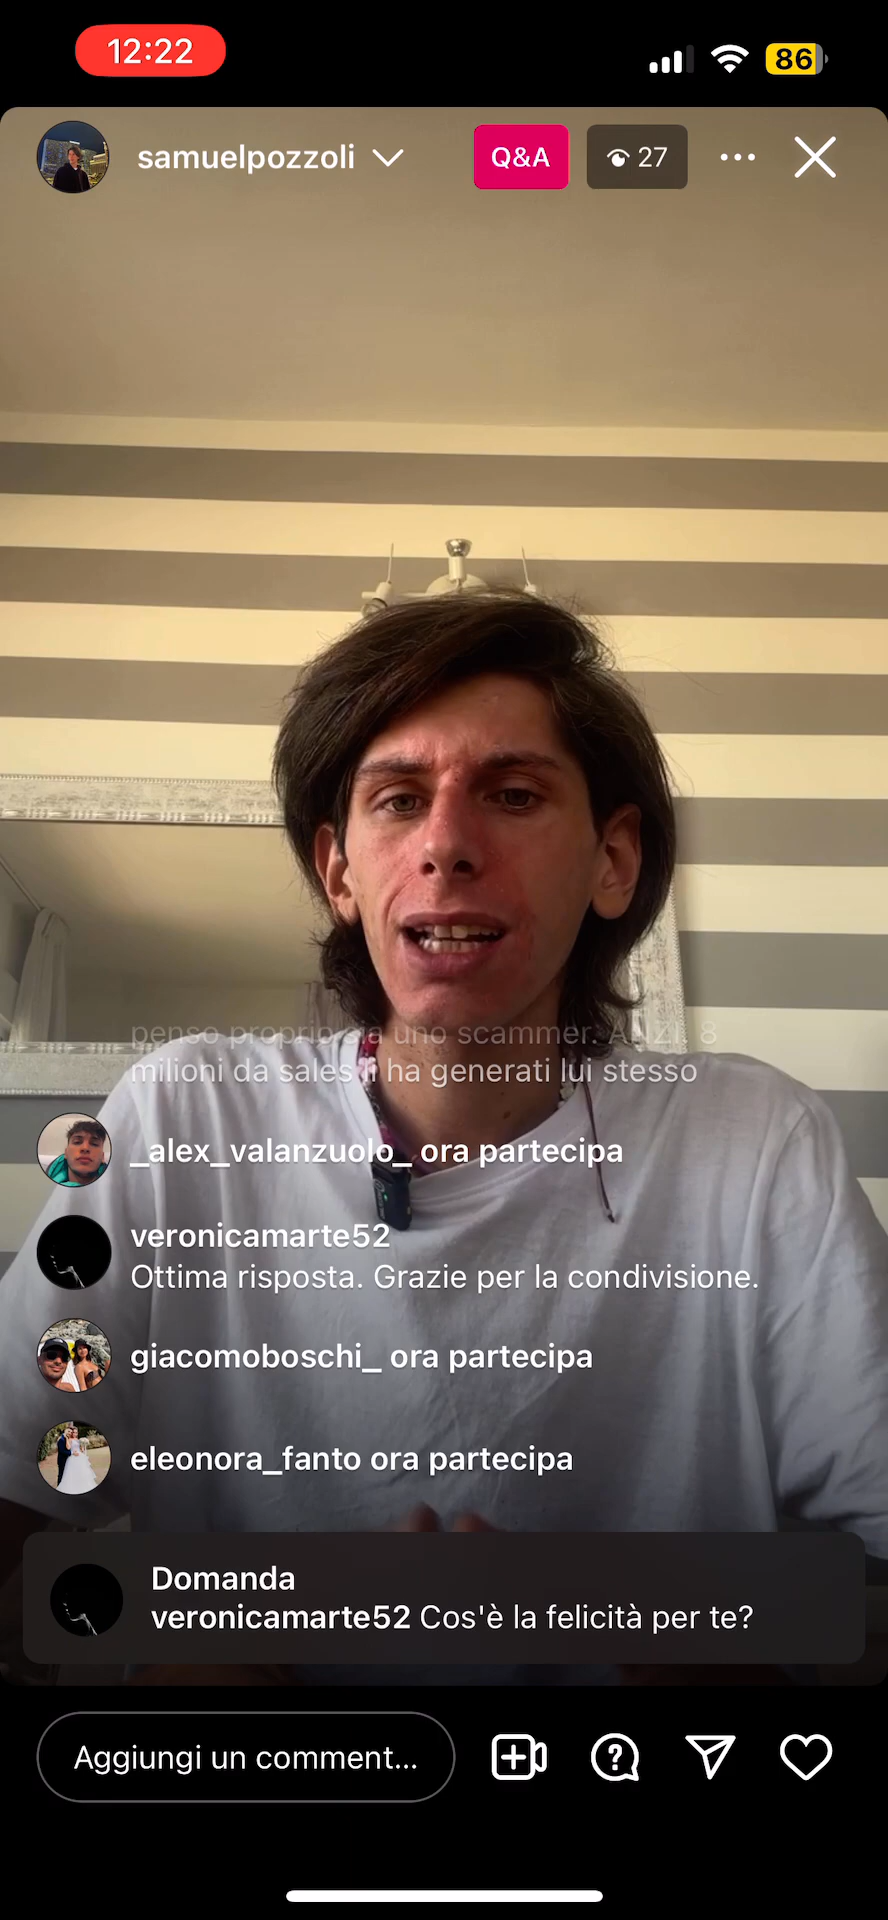 12:22
86
samuelpozzoli
Q&A
27
penso proprio sia uno scammer. ANZI. 8
milioni da sales li ha generati lui stesso
_alex_valanzuolo_ ora partecipa
veronicamarte52
Ottima risposta. Grazie per la condivisione.
giacomoboschi_ ora partecipa
eleonora_fanto ora partecipa
Domanda
veronicamarte52 Cos'è la felicità per te?
Aggiungi un comment...